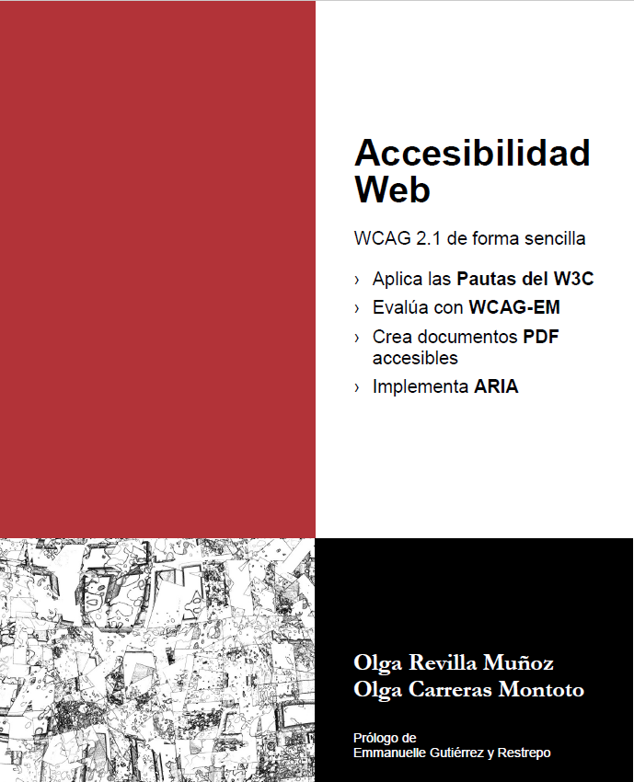 Accesibilidad
Web
WCAG 2.1 de forma sencilla
› Aplica las Pautas del W3C
› Evalúa con WCAG-EM
› Crea documentos PDF
accesibles
› Implementa ARIA
Olga Revilla Muñoz
Olga Carreras Montoto
Prólogo de
Emmanuelle Gutiérrez y Restrepo